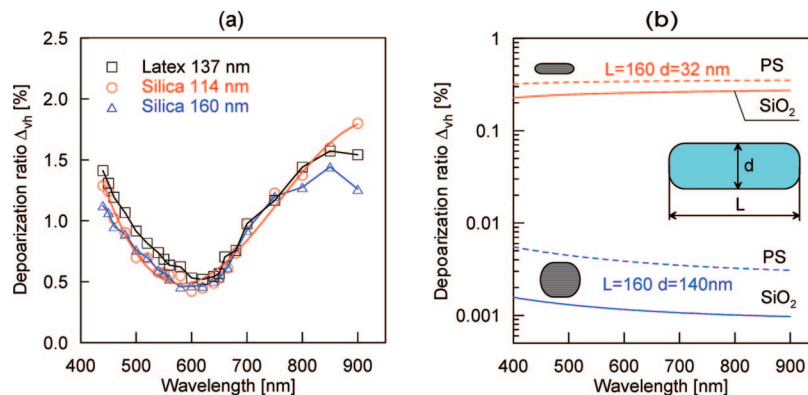 (a)
Depoarization ratio Δvh [%]
2.5
2.0
1.5
1.0
0.5
0.0
Latex 137 nm
Silica 114 nm
Silica 160 nm
400 500 600 700 800 900
Wavelength [nm]
(b)
Depoarization ratio Δvh [%]
1
0.1
0.01
0.001
L=160 d=32 nm
PS
SiO₂
d
L
PS
L=160 d=140nm
SiO₂
400 500 600 700 800 900
Wavelength [nm]